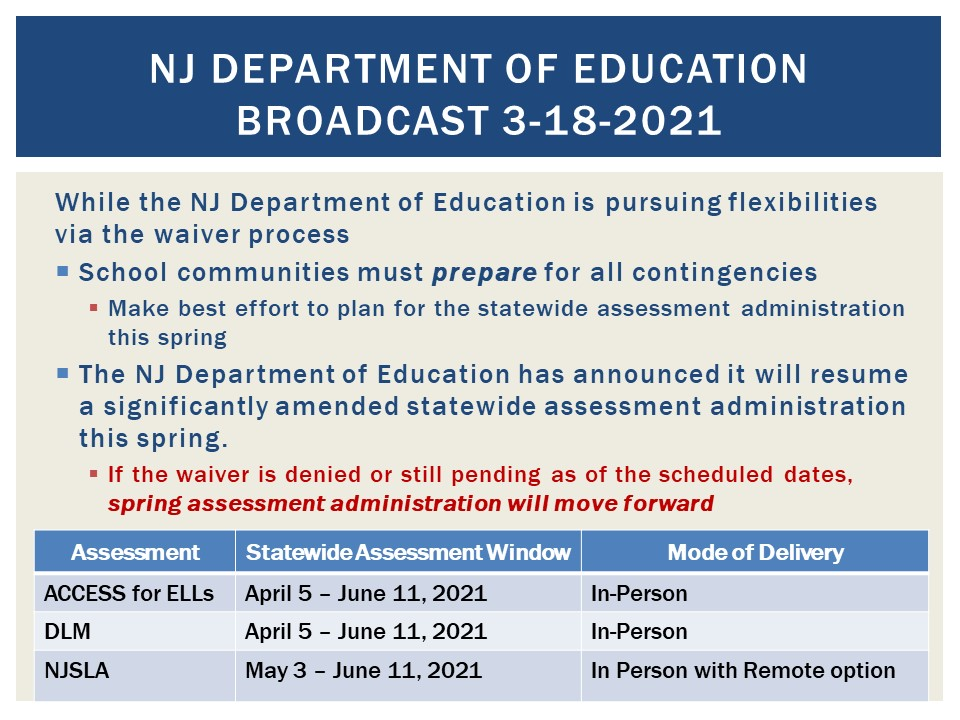 NJ DEPARTMENT OF EDUCATION
BROADCAST 3-18-2021
While the NJ Department of Education is pursuing flexibilities
via the waiver process
School communities must prepare for all contingencies
Make best effort to plan for the statewide assessment administration
this spring
The NJ Department of Education has announced it will resume
a significantly amended statewide assessment administration
this spring.
If the waiver is denied or still pending as of the scheduled dates,
spring assessment administration will move forward
Assessment Statewide Assessment Window Mode of Delivery
ACCESS for ELLs April 5 – June 11, 2021 In-Person
DLM April 5 – June 11, 2021 In-Person
NJSLA May 3 – June 11, 2021 In Person with Remote option